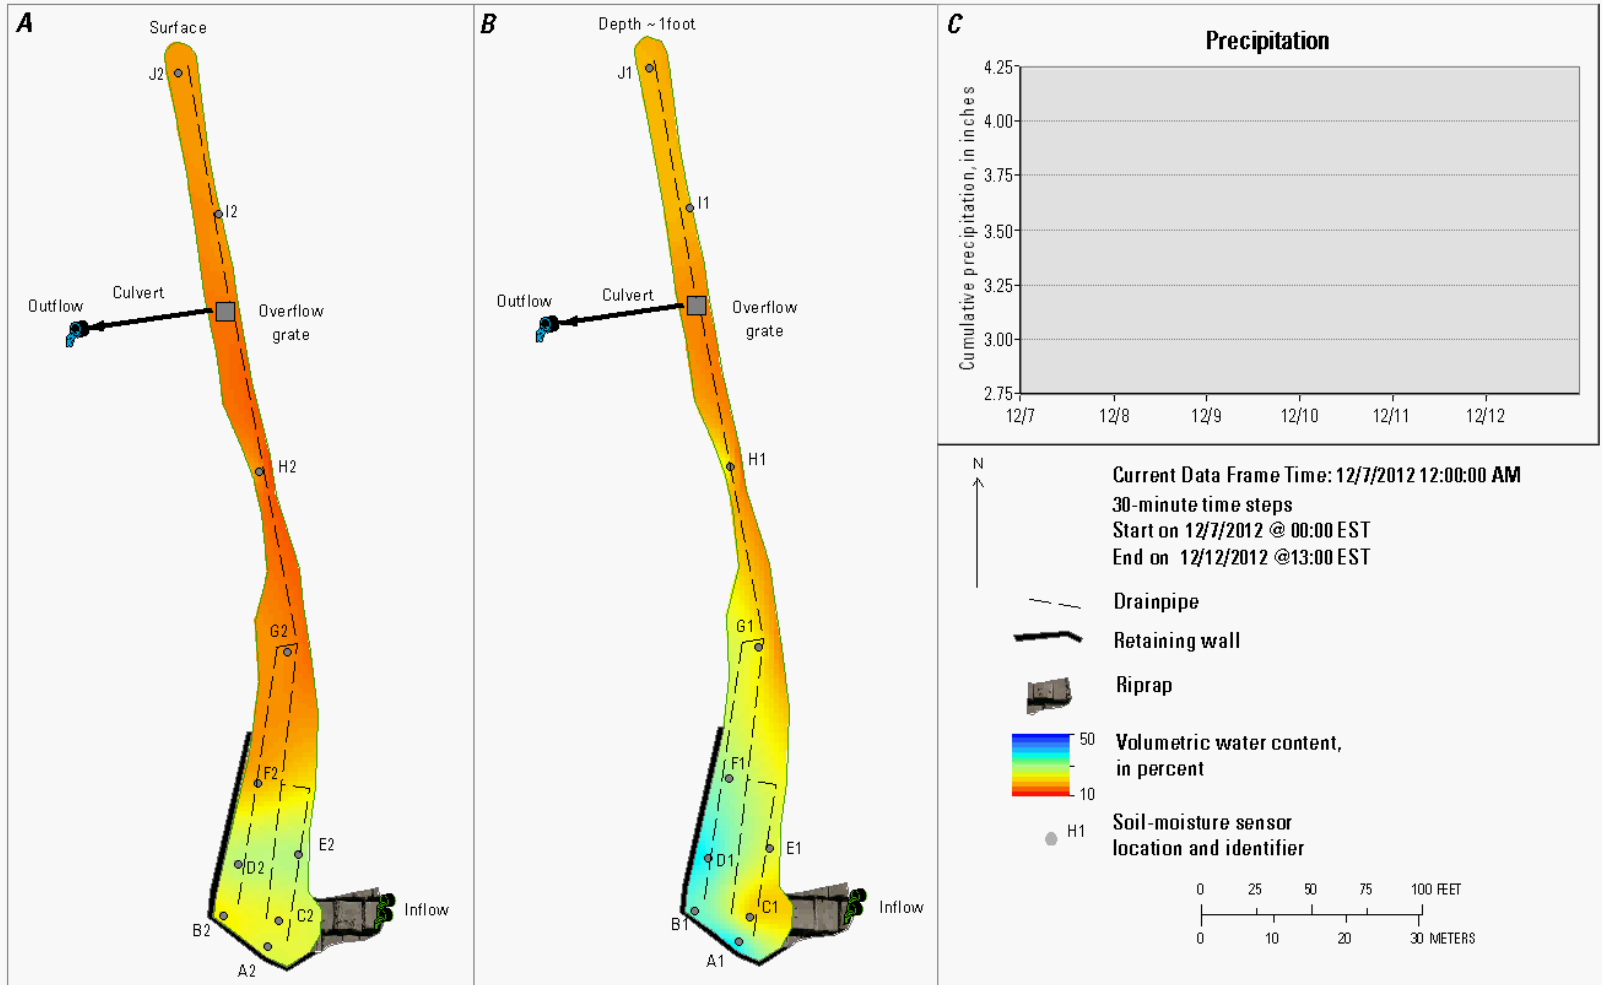 A
Surface
J2
I2
Culvert
Outflow
Overflow
grate
H2
G2
F2
E2
D2
C2
B2
A2
Inflow
B
Depth ~ 1foot
J1
I1
Culvert
Outflow
Overflow
grate
H1
G1
F1
E1
D1
C1
B1
A1
Inflow
C
Precipitation
Cumulative precipitation, in inches
4.25
4.00
3.75
3.50
3.25
3.00
2.75
12/7 12/8 12/9 12/10 12/11 12/12
N
Current Data Frame Time: 12/7/2012 12:00:00 AM
30-minute time steps
Start on 12/7/2012 @ 00:00 EST
End on 12/12/2012 @13:00 EST
Drainpipe
Retaining wall
Riprap
50
10
Volumetric water content,
in percent
H1
Soil-moisture sensor
location and identifier
0 25 50 75 100 FEET
0 10 20 30 METERS